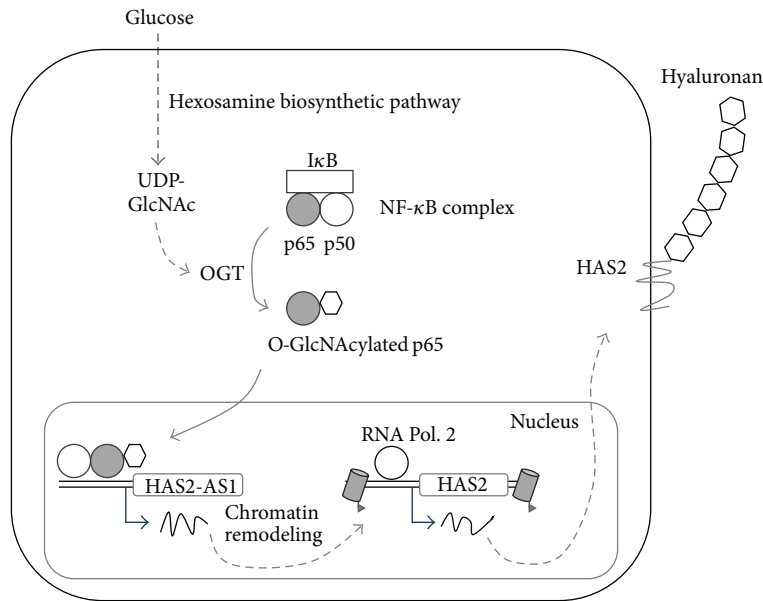 Glucose
Hexosamine biosynthetic pathway
Hyaluronan
UDP-
GlcNAc
IκB
NF-κB complex
p65 p50
OGT
HAS2
O-GlcNAcylated p65
Nucleus
RNA Pol. 2
HAS2-AS1
HAS2
Chromatin
remodeling